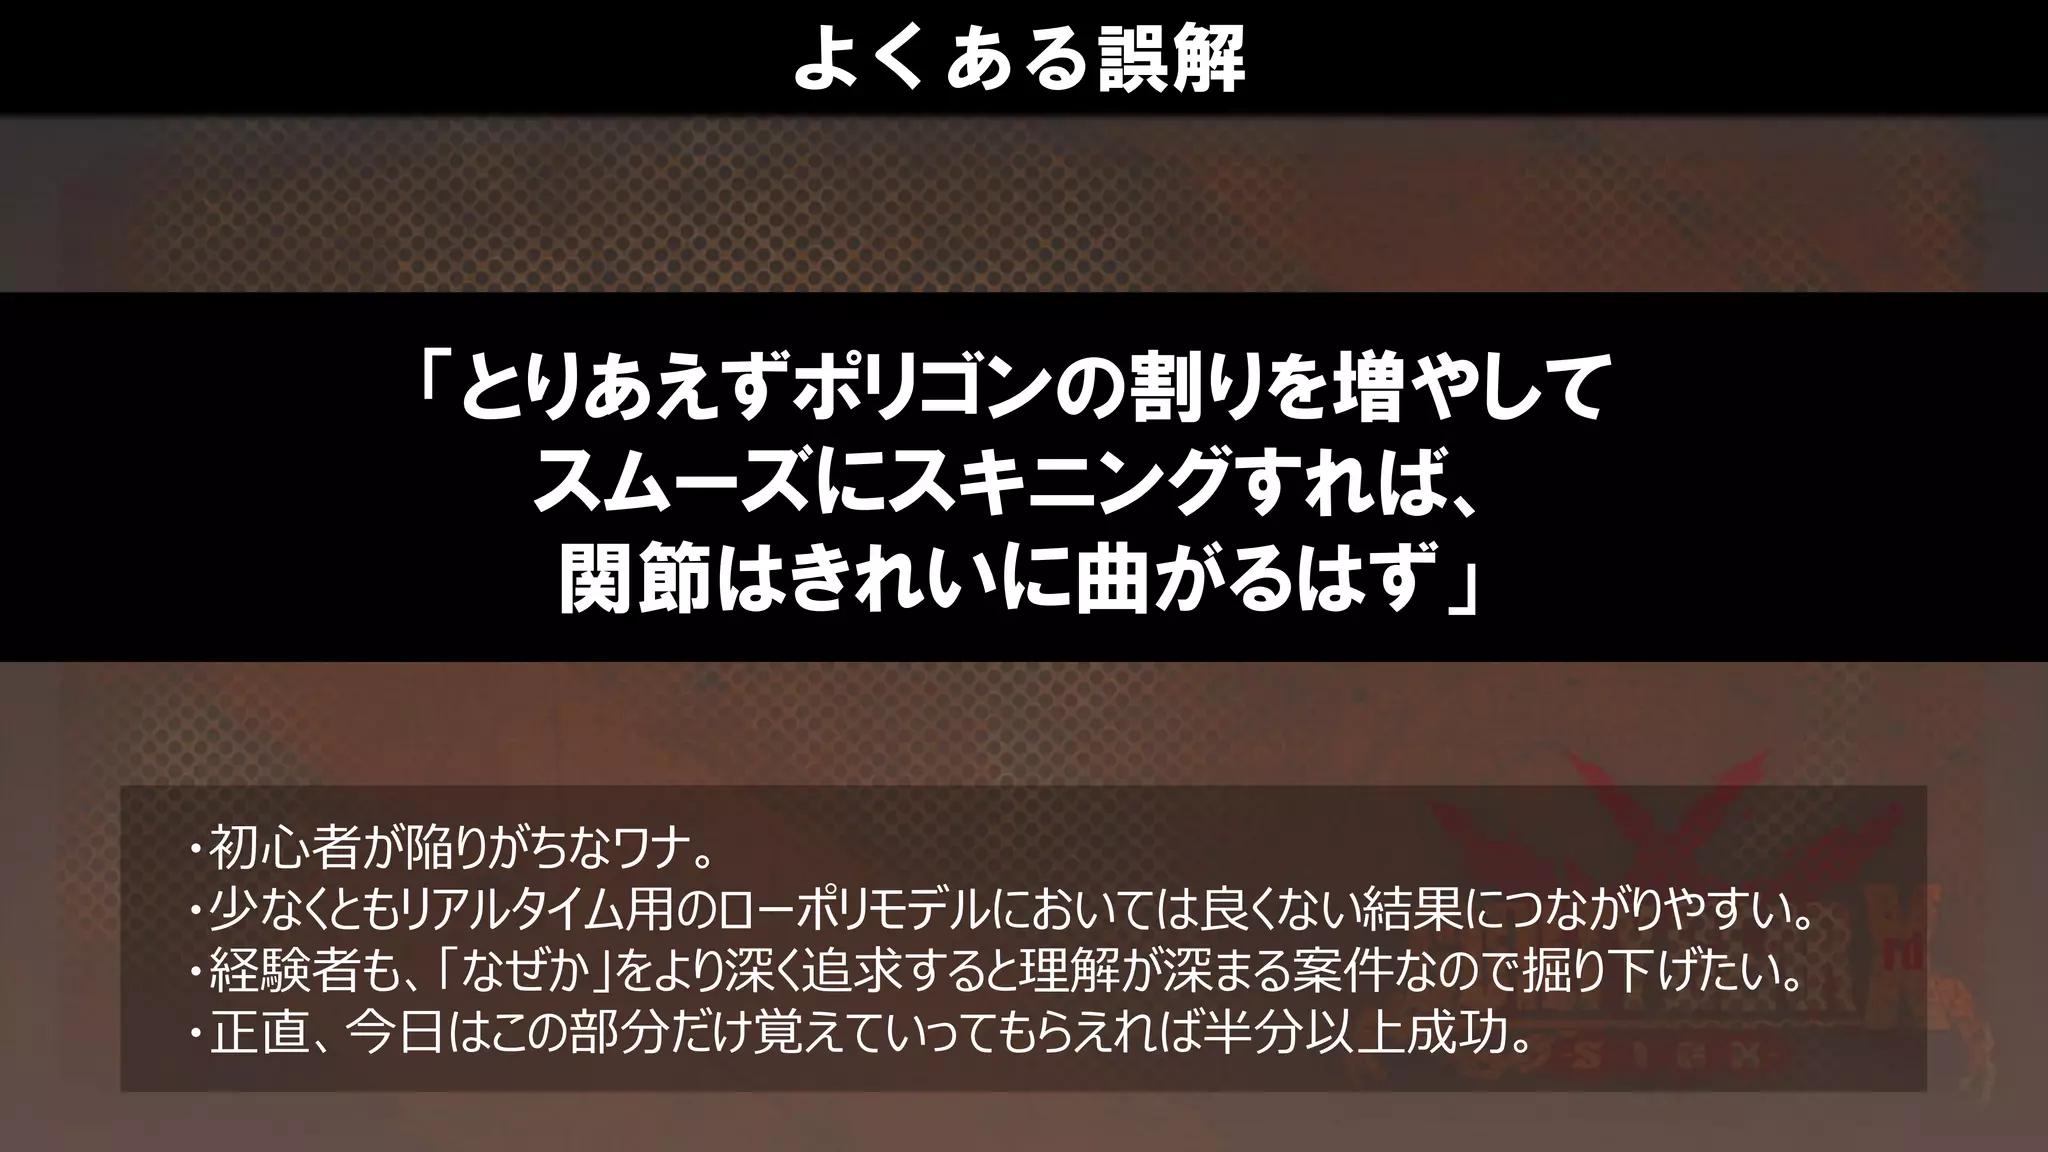 よくある誤解
「とりあえずポリゴンの割りを増やして
スムーズにスキニングすれば、
関節はきれいに曲がるはず」
・初心者が陥りがちなワナ。
・少なくともリアルタイム用のローポリモデルにおいては良くない結果につながりやすい。
・経験者も、「なぜか」をより深く追求すると理解が深まる案件なので掘り下げたい。
・正直、今日はこの部分だけ覚えていってもらえれば半分以上成功。
rd